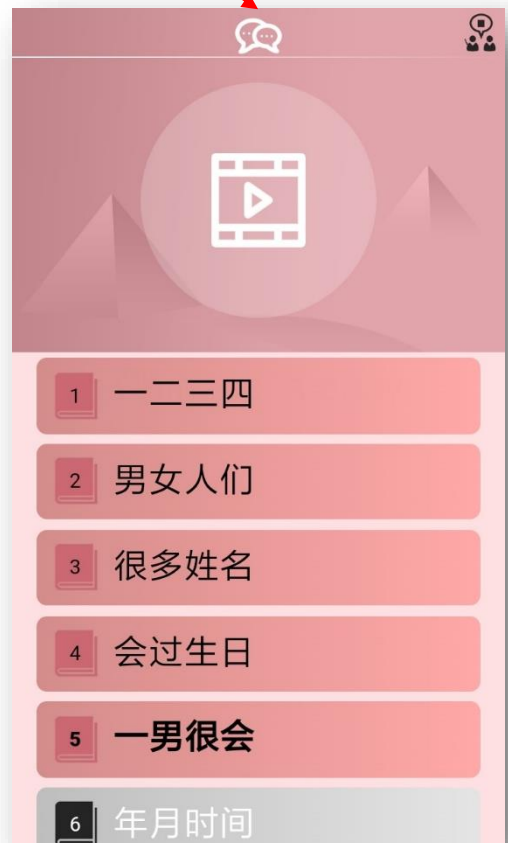 1 一二三四
2 男女人们
3 很多姓名
4 会过生日
5 一男很会
6 年月时间